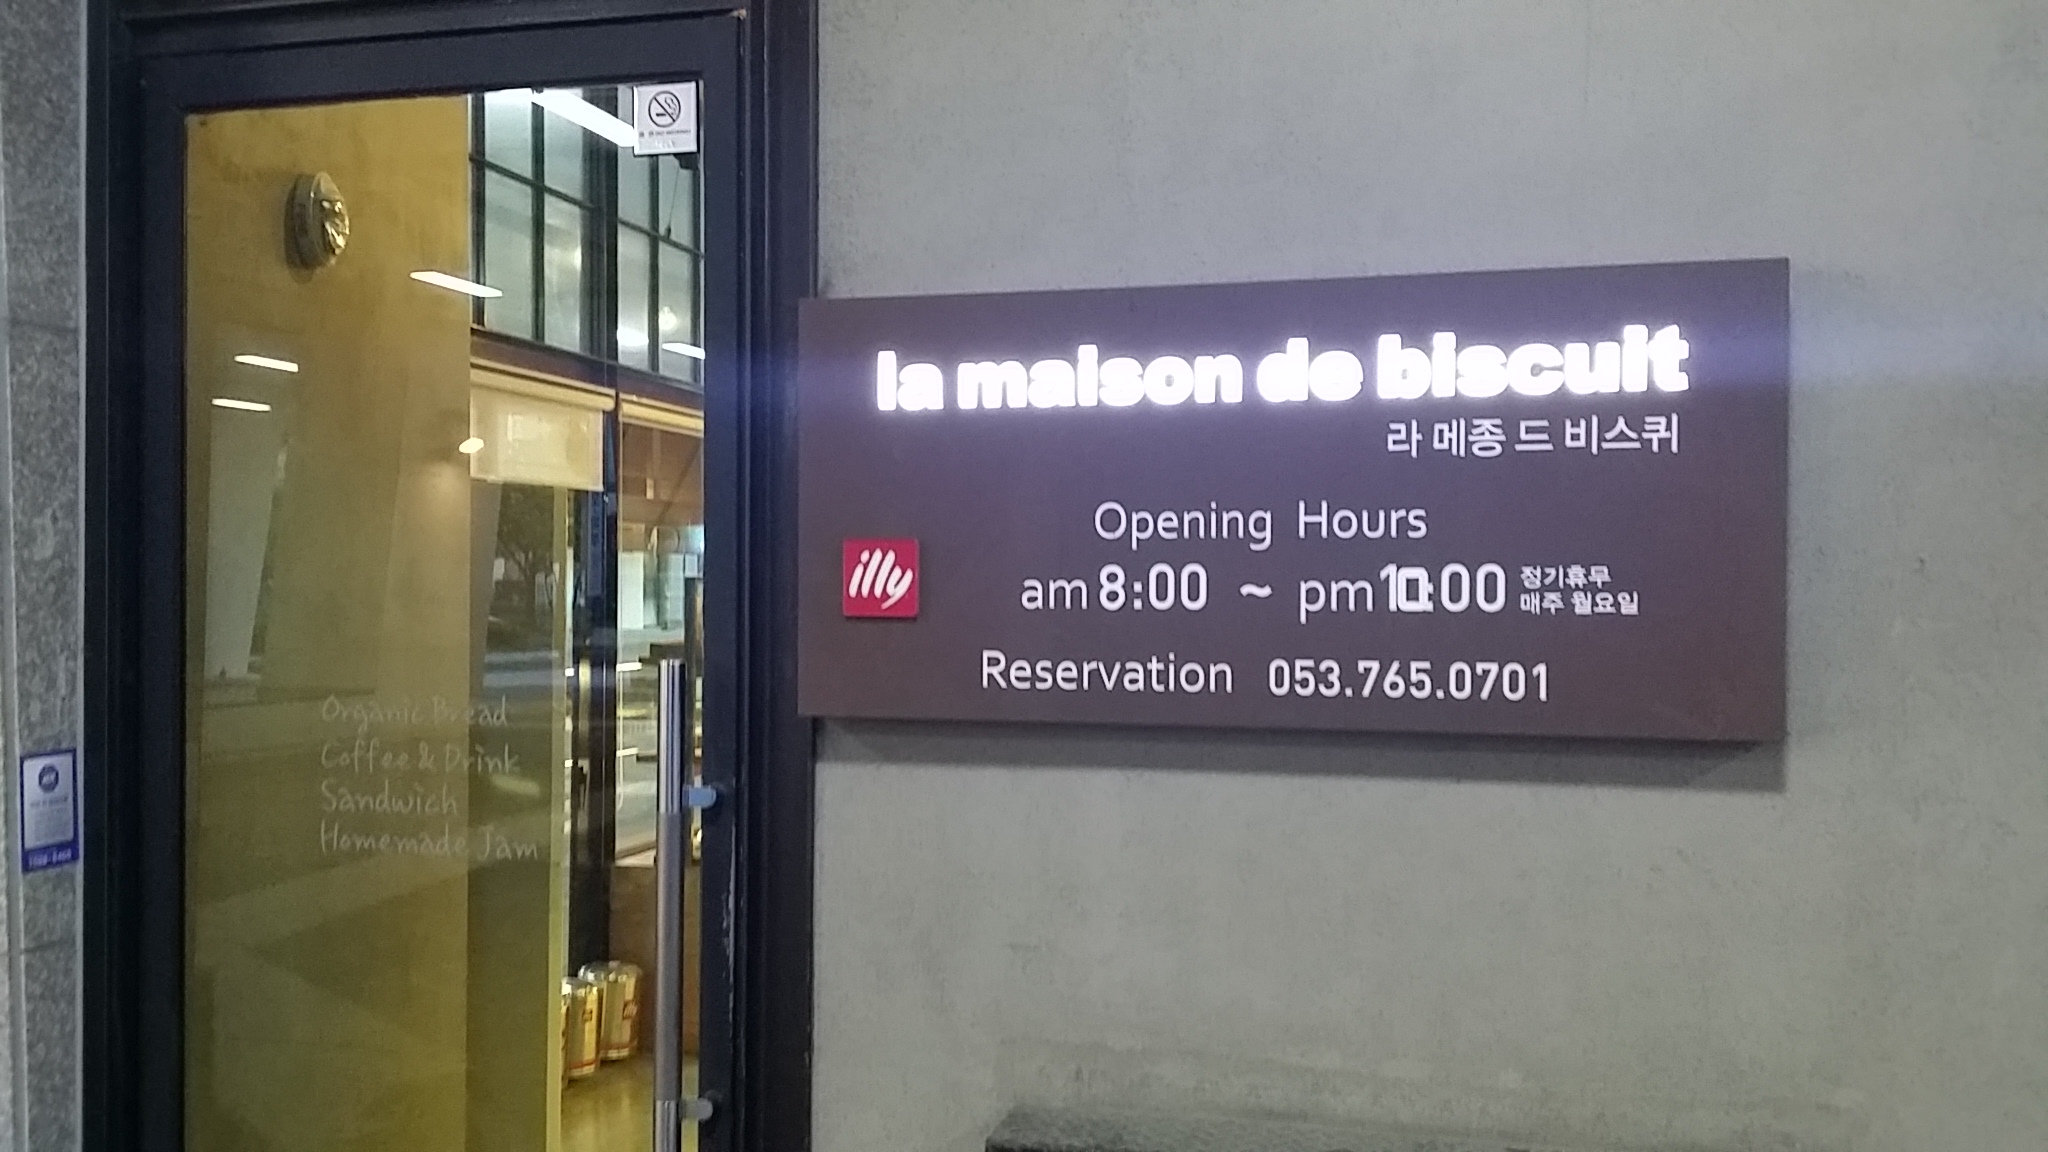 la maison de biscuit
라 메종 드 비스퀴
Opening Hours
illy
am 8:00 ~ pm 10:00
정기휴무
매주 월요일
Reservation 053.765.0701
Organic Bread
Coffee & Drink
Sandwich
Homemade Jam